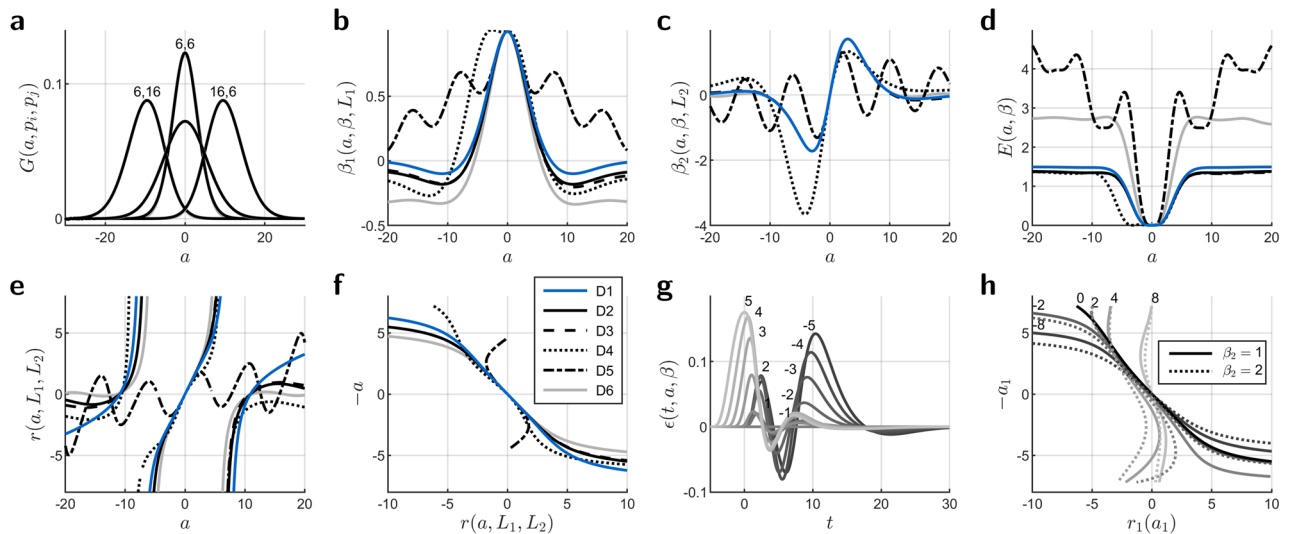 a
6,6
6,16
16,6
0.1
0
-20
0
20
G(a, p_i, p_j)
a
b
0.5
0
-0.5
-20
-10
0
10
20
β_1(a, β, L_1)
a
c
0
-2
-4
-20
-10
0
10
20
β_2(a, β, L_2)
a
d
4
3
2
1
0
-20
-10
0
10
20
E(a, β)
a
e
5
0
-5
-20
-10
0
10
20
r(a, L_1, L_2)
a
f
5
0
-5
-10
-5
0
5
10
-a
r(a, L_1, L_2)
D1
D2
D3
D4
D5
D6
g
5
4
3
2
1
-1
-2
-3
-4
-5
0.1
0
-0.1
0
10
20
30
ϵ(t, a, β)
t
h
-2
-8
0
2
4
8
β_2 = 1
β_2 = 2
5
0
-5
-10
-5
0
5
10
-a_1
r_1(a_1)